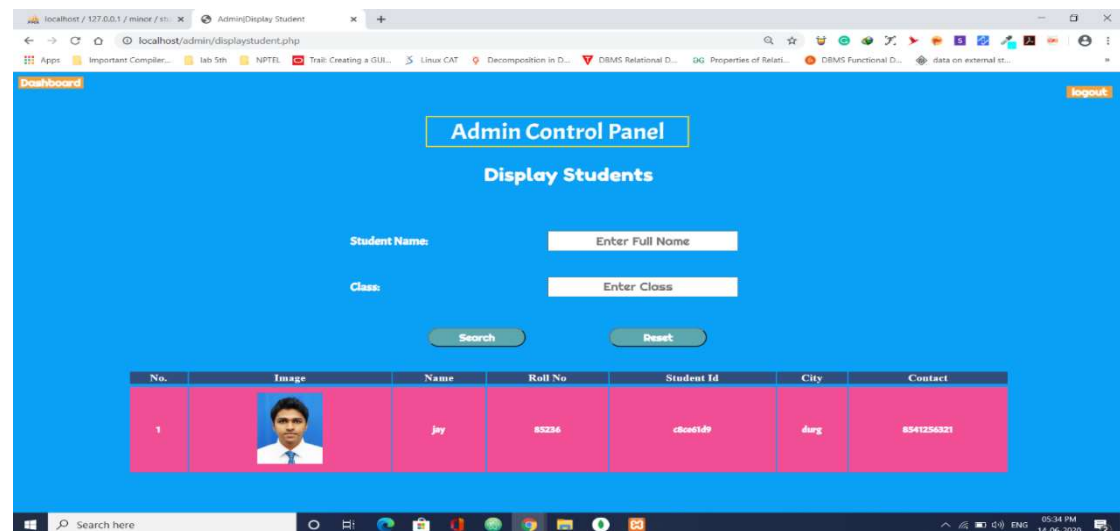 localhost / 127.0.0.1 / minor / stu
Admin|Display Student
localhost/admin/displaystudent.php
Apps Important Compiler... lab 5th NPTEL Trail: Creating a GUI... Linux CAT Decomposition in D... DBMS Relational D... DG Properties of Relati... DBMS Functional D... data on external st... »
Dashboard
logout
Admin Control Panel
Display Students
Student Name: Enter Full Name
Class: Enter Class
Search Reset
No. Image Name Roll No Student Id City Contact
1 jay 85236 c8ce61d9 durg 8541256321
Search here
ENG 05:34 PM
14-06-2020